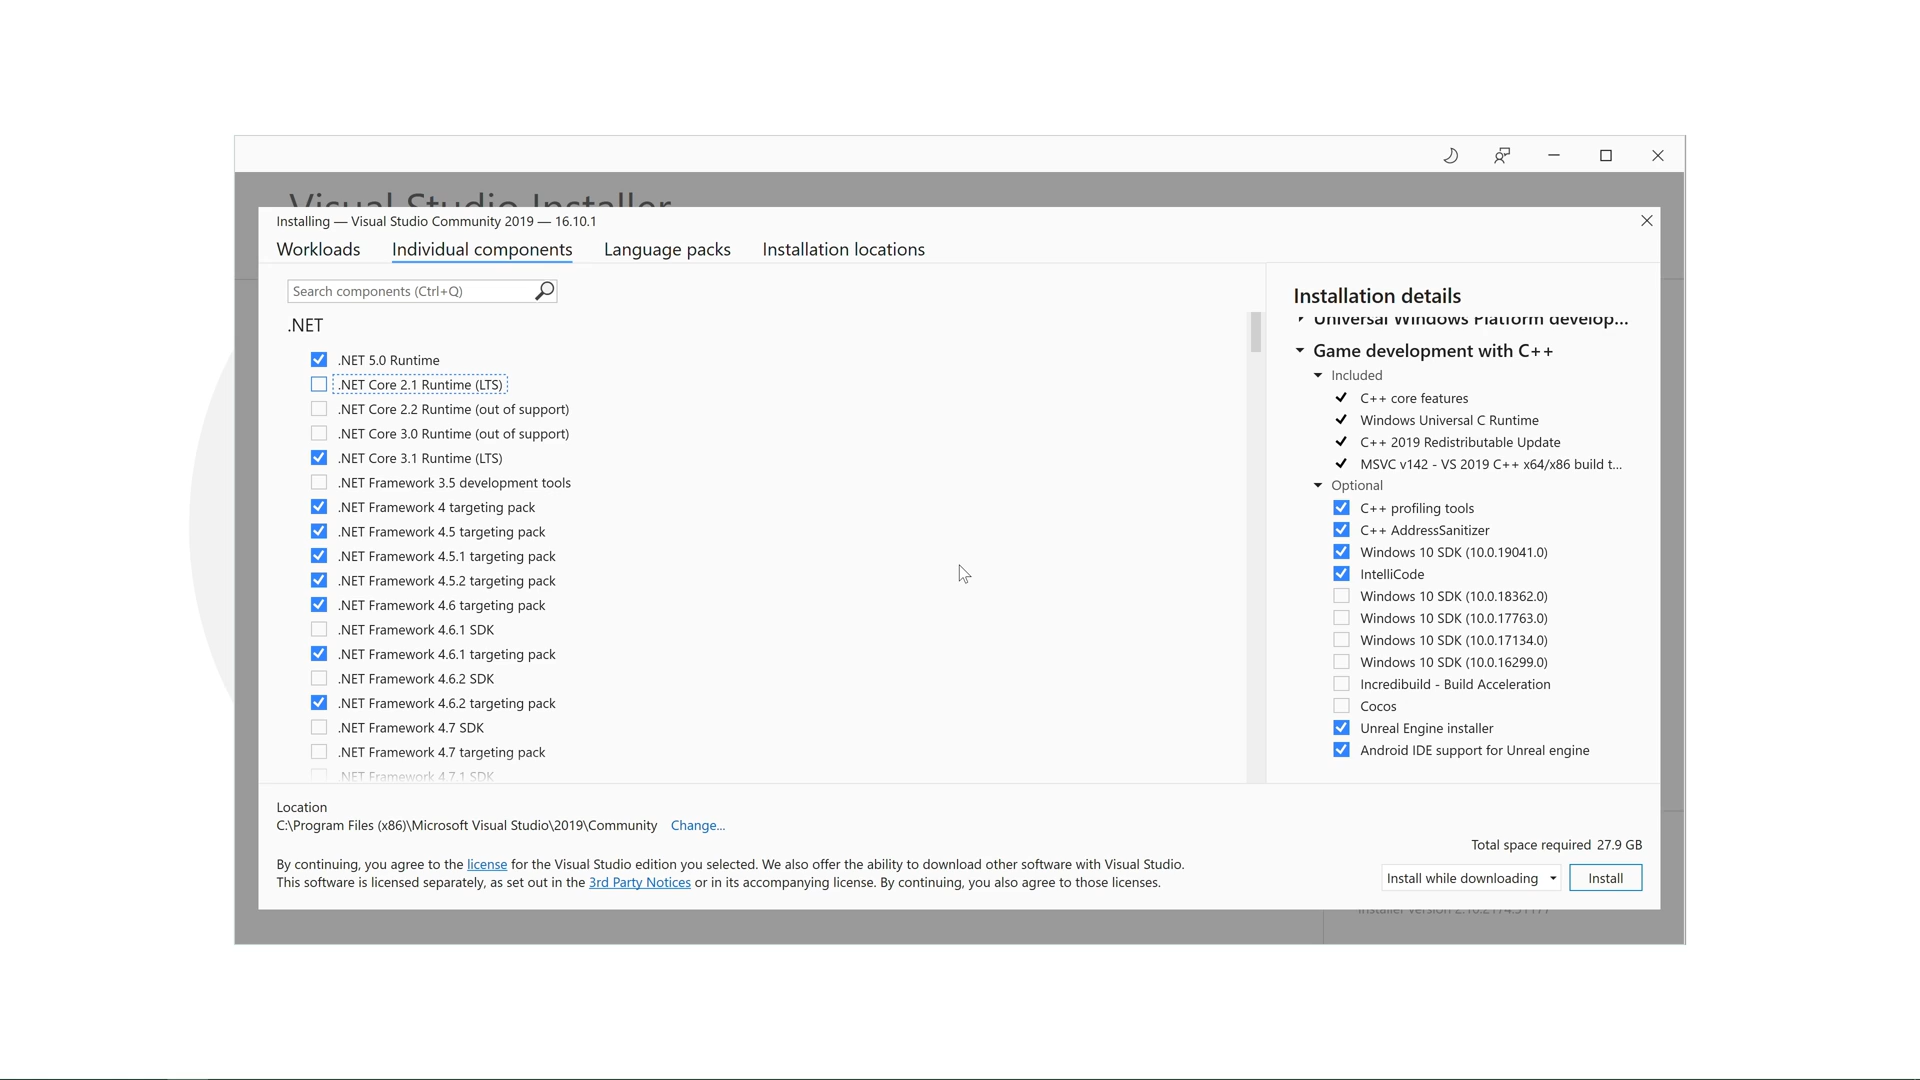 Visual Studio Installer
Installing — Visual Studio Community 2019 — 16.10.1
Workloads Individual components Language packs Installation locations
Search components (Ctrl+Q)
.NET
.NET 5.0 Runtime
.NET Core 2.1 Runtime (LTS)
.NET Core 2.2 Runtime (out of support)
.NET Core 3.0 Runtime (out of support)
.NET Core 3.1 Runtime (LTS)
.NET Framework 3.5 development tools
.NET Framework 4 targeting pack
.NET Framework 4.5 targeting pack
.NET Framework 4.5.1 targeting pack
.NET Framework 4.5.2 targeting pack
.NET Framework 4.6 targeting pack
.NET Framework 4.6.1 SDK
.NET Framework 4.6.1 targeting pack
.NET Framework 4.6.2 SDK
.NET Framework 4.6.2 targeting pack
.NET Framework 4.7 SDK
.NET Framework 4.7 targeting pack
.NET Framework 4.7.1 SDK
Installation details
Universal Windows Platform develop...
Game development with C++
Included
C++ core features
Windows Universal C Runtime
C++ 2019 Redistributable Update
MSVC v142 - VS 2019 C++ x64/x86 build t...
Optional
C++ profiling tools
C++ AddressSanitizer
Windows 10 SDK (10.0.19041.0)
IntelliCode
Windows 10 SDK (10.0.18362.0)
Windows 10 SDK (10.0.17763.0)
Windows 10 SDK (10.0.17134.0)
Windows 10 SDK (10.0.16299.0)
Incredibuild - Build Acceleration
Cocos
Unreal Engine installer
Android IDE support for Unreal engine
Location
C:\Program Files (x86)\Microsoft Visual Studio\2019\Community Change...
By continuing, you agree to the license for the Visual Studio edition you selected. We also offer the ability to download other software with Visual Studio.
This software is licensed separately, as set out in the 3rd Party Notices or in its accompanying license. By continuing, you also agree to those licenses.
Total space required 27.9 GB
Install while downloading Install
Installer version